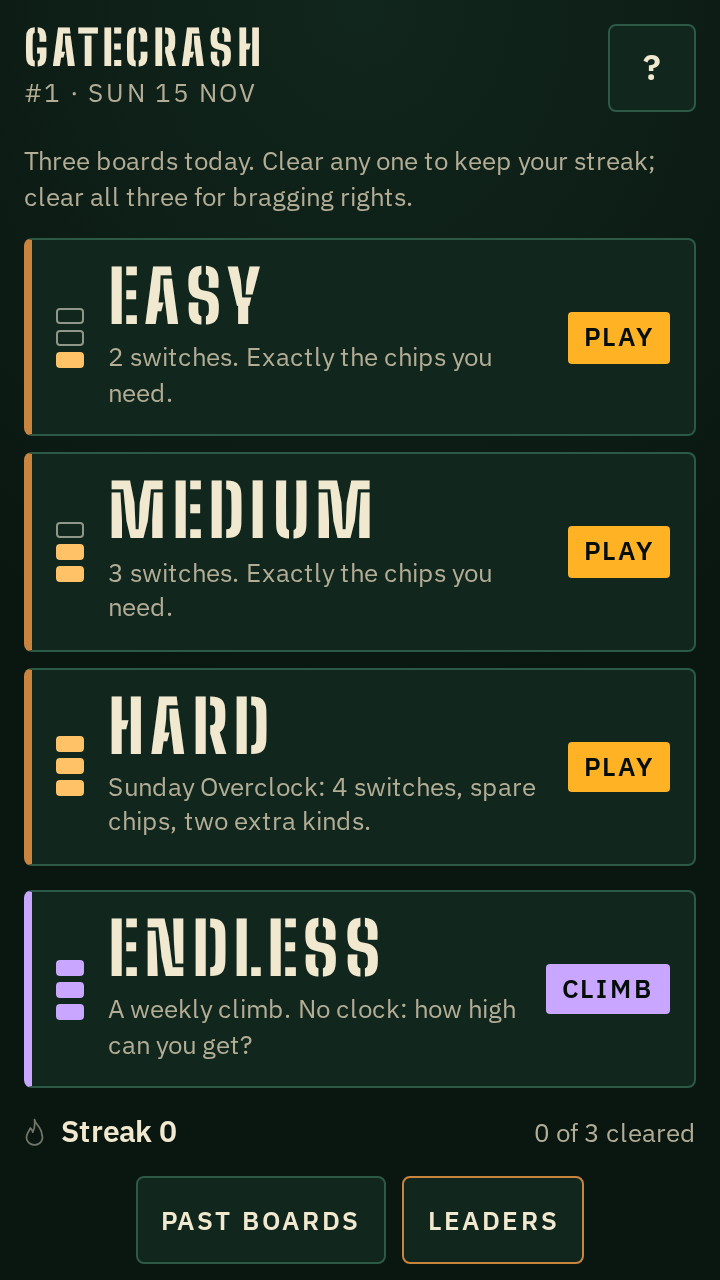 GATECRASH
#1 · SUN 15 NOV
?
Three boards today. Clear any one to keep your streak;
clear all three for bragging rights.
EASY
2 switches. Exactly the chips you
need.
PLAY
MEDIUM
3 switches. Exactly the chips you
need.
PLAY
HARD
Sunday Overclock: 4 switches, spare
chips, two extra kinds.
PLAY
ENDLESS
A weekly climb. No clock: how high
can you get?
CLIMB
Streak 0
0 of 3 cleared
PAST BOARDS
LEADERS